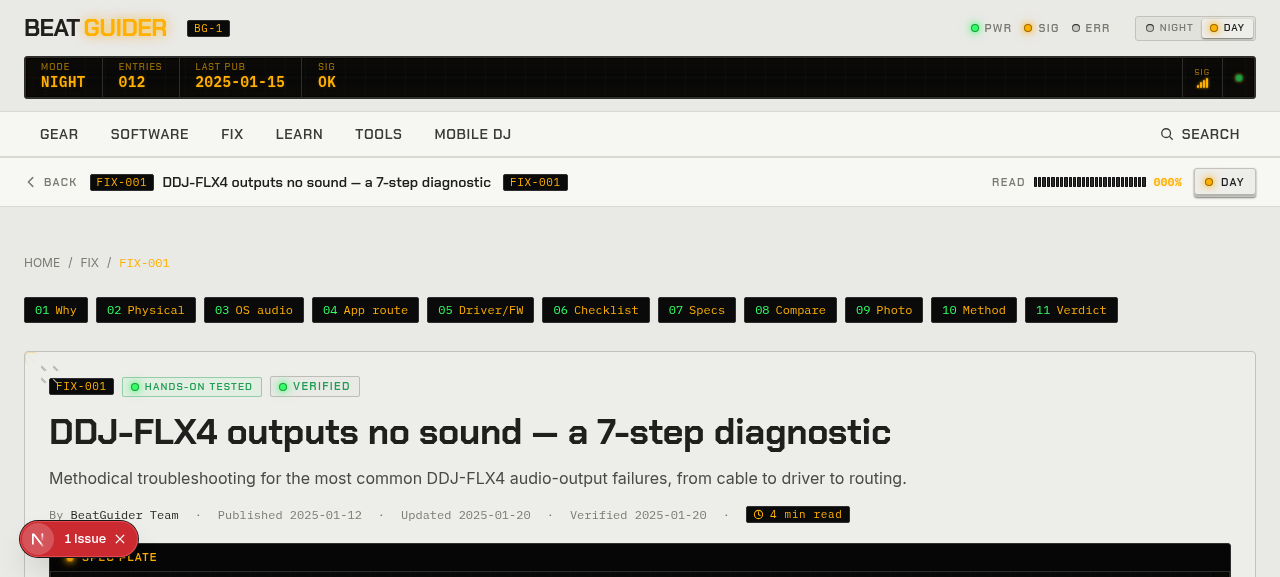 BEAT GUIDER BG-1 PWR SIG ERR NIGHT DAY
MODE ENTRIES LAST PUB SIG SIG
NIGHT 012 2025-01-15 OK
GEAR SOFTWARE FIX LEARN TOOLS MOBILE DJ SEARCH
BACK FIX-001 DDJ-FLX4 outputs no sound — a 7-step diagnostic FIX-001 READ 000% DAY
HOME / FIX / FIX-001
01 Why 02 Physical 03 OS audio 04 App route 05 Driver/FW 06 Checklist 07 Specs 08 Compare 09 Photo 10 Method 11 Verdict
FIX-001 HANDS-ON TESTED VERIFIED
DDJ-FLX4 outputs no sound — a 7-step diagnostic
Methodical troubleshooting for the most common DDJ-FLX4 audio-output failures, from cable to driver to routing.
By BeatGuider Team · Published 2025-01-12 · Updated 2025-01-20 · Verified 2025-01-20 · 4 min read
N 1 Issue
SPEC PLATE